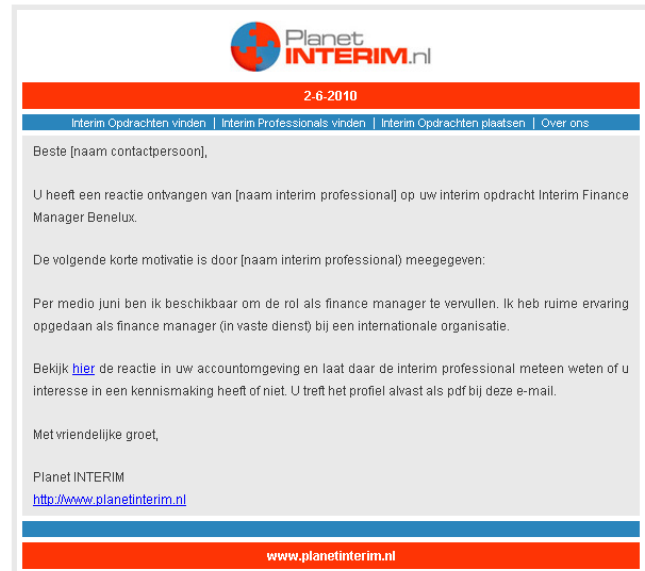 Planet
INTERIM.nl
2-6-2010
Interim Opdrachten vinden | Interim Professionals vinden | Interim Opdrachten plaatsen | Over ons
Beste [naam contactpersoon],
U heeft een reactie ontvangen van [naam interim professional] op uw interim opdracht Interim Finance
Manager Benelux.
De volgende korte motivatie is door [naam interim professional) meegegeven:
Per medio juni ben ik beschikbaar om de rol als finance manager te vervullen. Ik heb ruime ervaring
opgedaan als finance manager (in vaste dienst) bij een internationale organisatie.
Bekijk hier de reactie in uw accountomgeving en laat daar de interim professional meteen weten of u
interesse in een kennismaking heeft of niet. U treft het profiel alvast als pdf bij deze e-mail.
Met vriendelijke groet,
Planet INTERIM
http://www.planetinterim.nl
www.planetinterim.nl